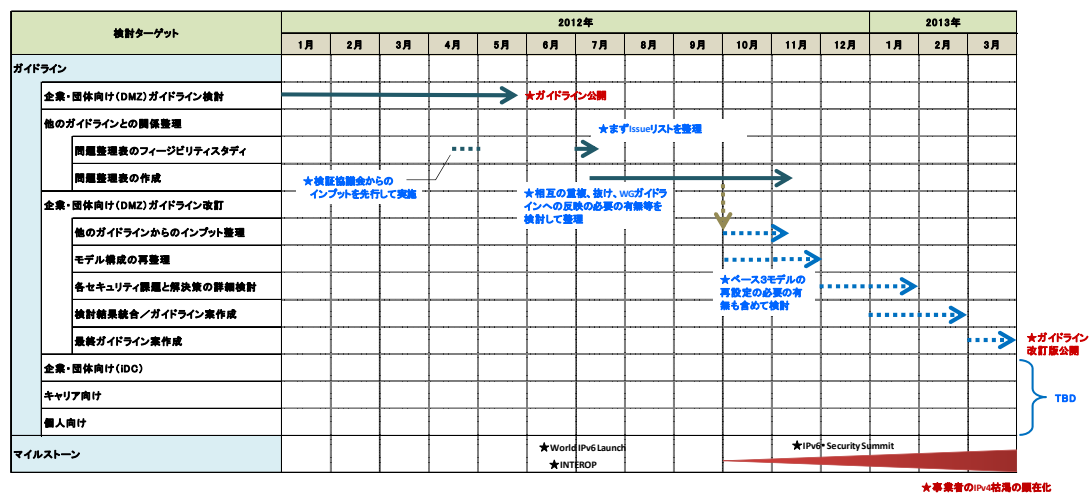 検討ターゲット
2012年
2013年
1月 2月 3月 4月 5月 6月 7月 8月 9月 10月 11月 12月 1月 2月 3月
ガイドライン
企業・団体向け(DMZ)ガイドライン検討
★ガイドライン公開
他のガイドラインとの関係整理
★まずIssueリストを整理
問題整理表のフィージビリティスタディ
問題整理表の作成
★検証協議会からの
インプットを先行して実施
★相互の重複、抜け、WGガイドラ
インへの反映の必要の有無等を
検討して整理
企業・団体向け(DMZ)ガイドライン改訂
他のガイドラインからのインプット整理
モデル構成の再整理
★ベース3モデルの
再設定の必要の有
無も含めて検討
各セキュリティ課題と解決策の詳細検討
検討結果統合/ガイドライン案作成
最終ガイドライン案作成
★ガイドライン
改訂版公開
企業・団体向け(iDC)
キャリア向け
個人向け
TBD
マイルストーン
★World IPv6 Launch
★INTEROP
★IPv6・Security Summit
★事業者のIPv4枯渇の顕在化